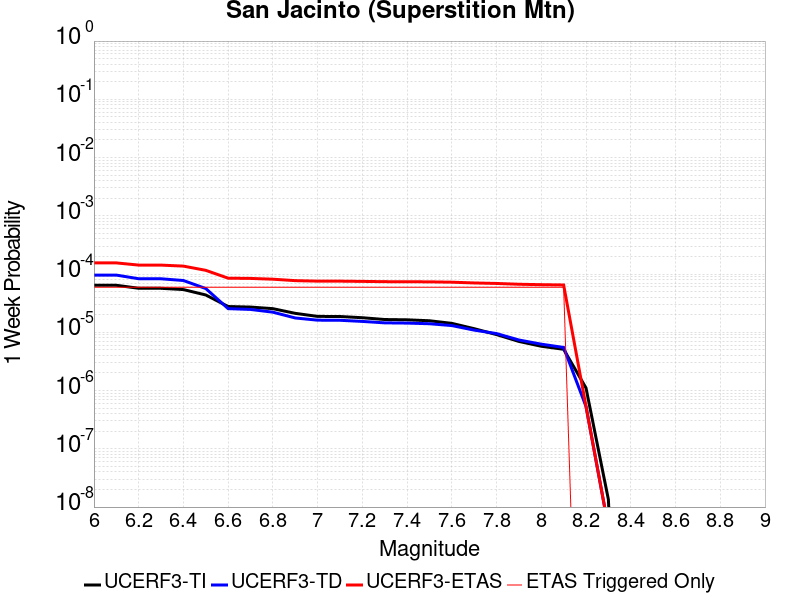 San Jacinto (Superstition Mtn)
10^0
10^-1
10^-2
10^-3
10^-4
10^-5
10^-6
10^-7
10^-8
1 Week Probability
6 6.2 6.4 6.6 6.8 7 7.2 7.4 7.6 7.8 8 8.2 8.4 8.6 8.8 9
Magnitude
UCERF3-TI UCERF3-TD UCERF3-ETAS ETAS Triggered Only